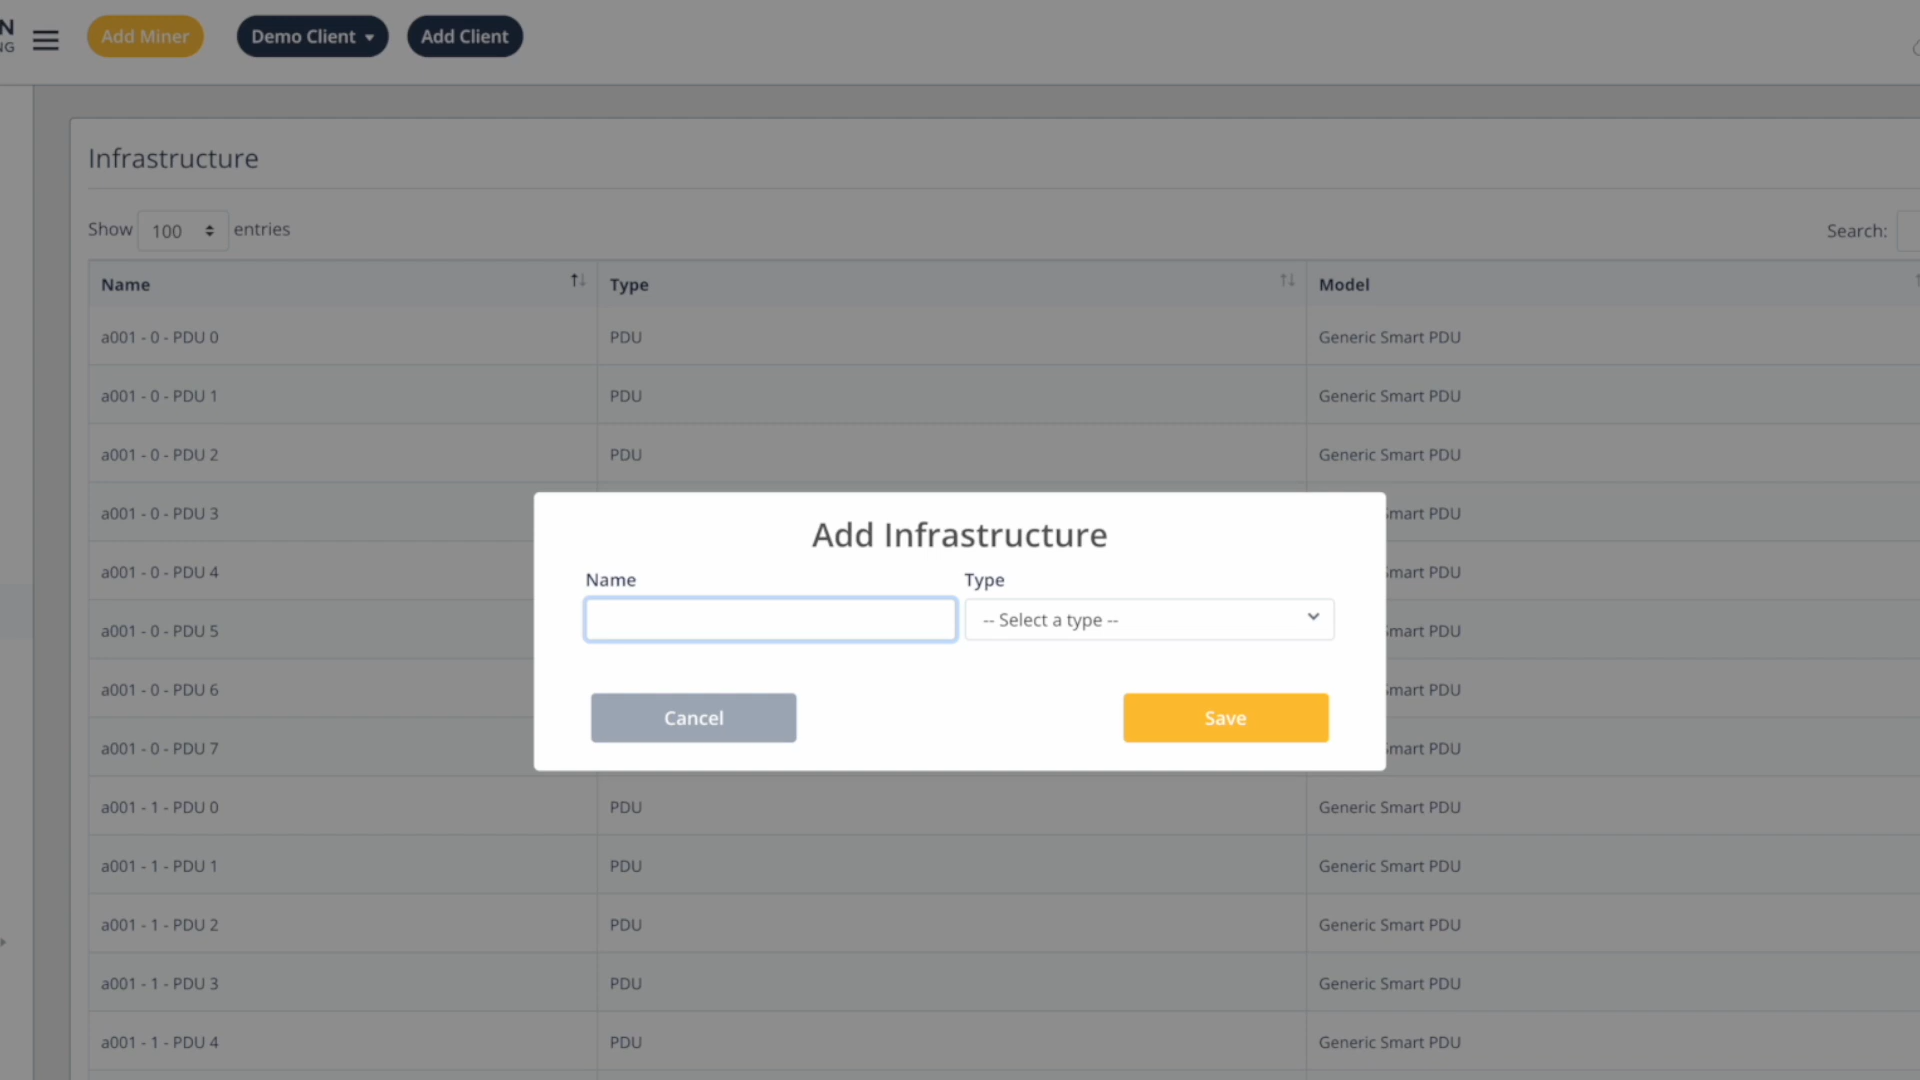 N
NG
Add Miner
Demo Client
Add Client
Infrastructure
Show 100 entries
Search:
Name Type Model
a001 - 0 - PDU 0 PDU Generic Smart PDU
a001 - 0 - PDU 1 PDU Generic Smart PDU
a001 - 0 - PDU 2 PDU Generic Smart PDU
a001 - 0 - PDU 3 mart PDU
a001 - 0 - PDU 4 mart PDU
a001 - 0 - PDU 5 mart PDU
a001 - 0 - PDU 6 mart PDU
a001 - 0 - PDU 7 mart PDU
Add Infrastructure
Name Type
-- Select a type --
Cancel Save
a001 - 1 - PDU 0 PDU Generic Smart PDU
a001 - 1 - PDU 1 PDU Generic Smart PDU
a001 - 1 - PDU 2 PDU Generic Smart PDU
a001 - 1 - PDU 3 PDU Generic Smart PDU
a001 - 1 - PDU 4 PDU Generic Smart PDU